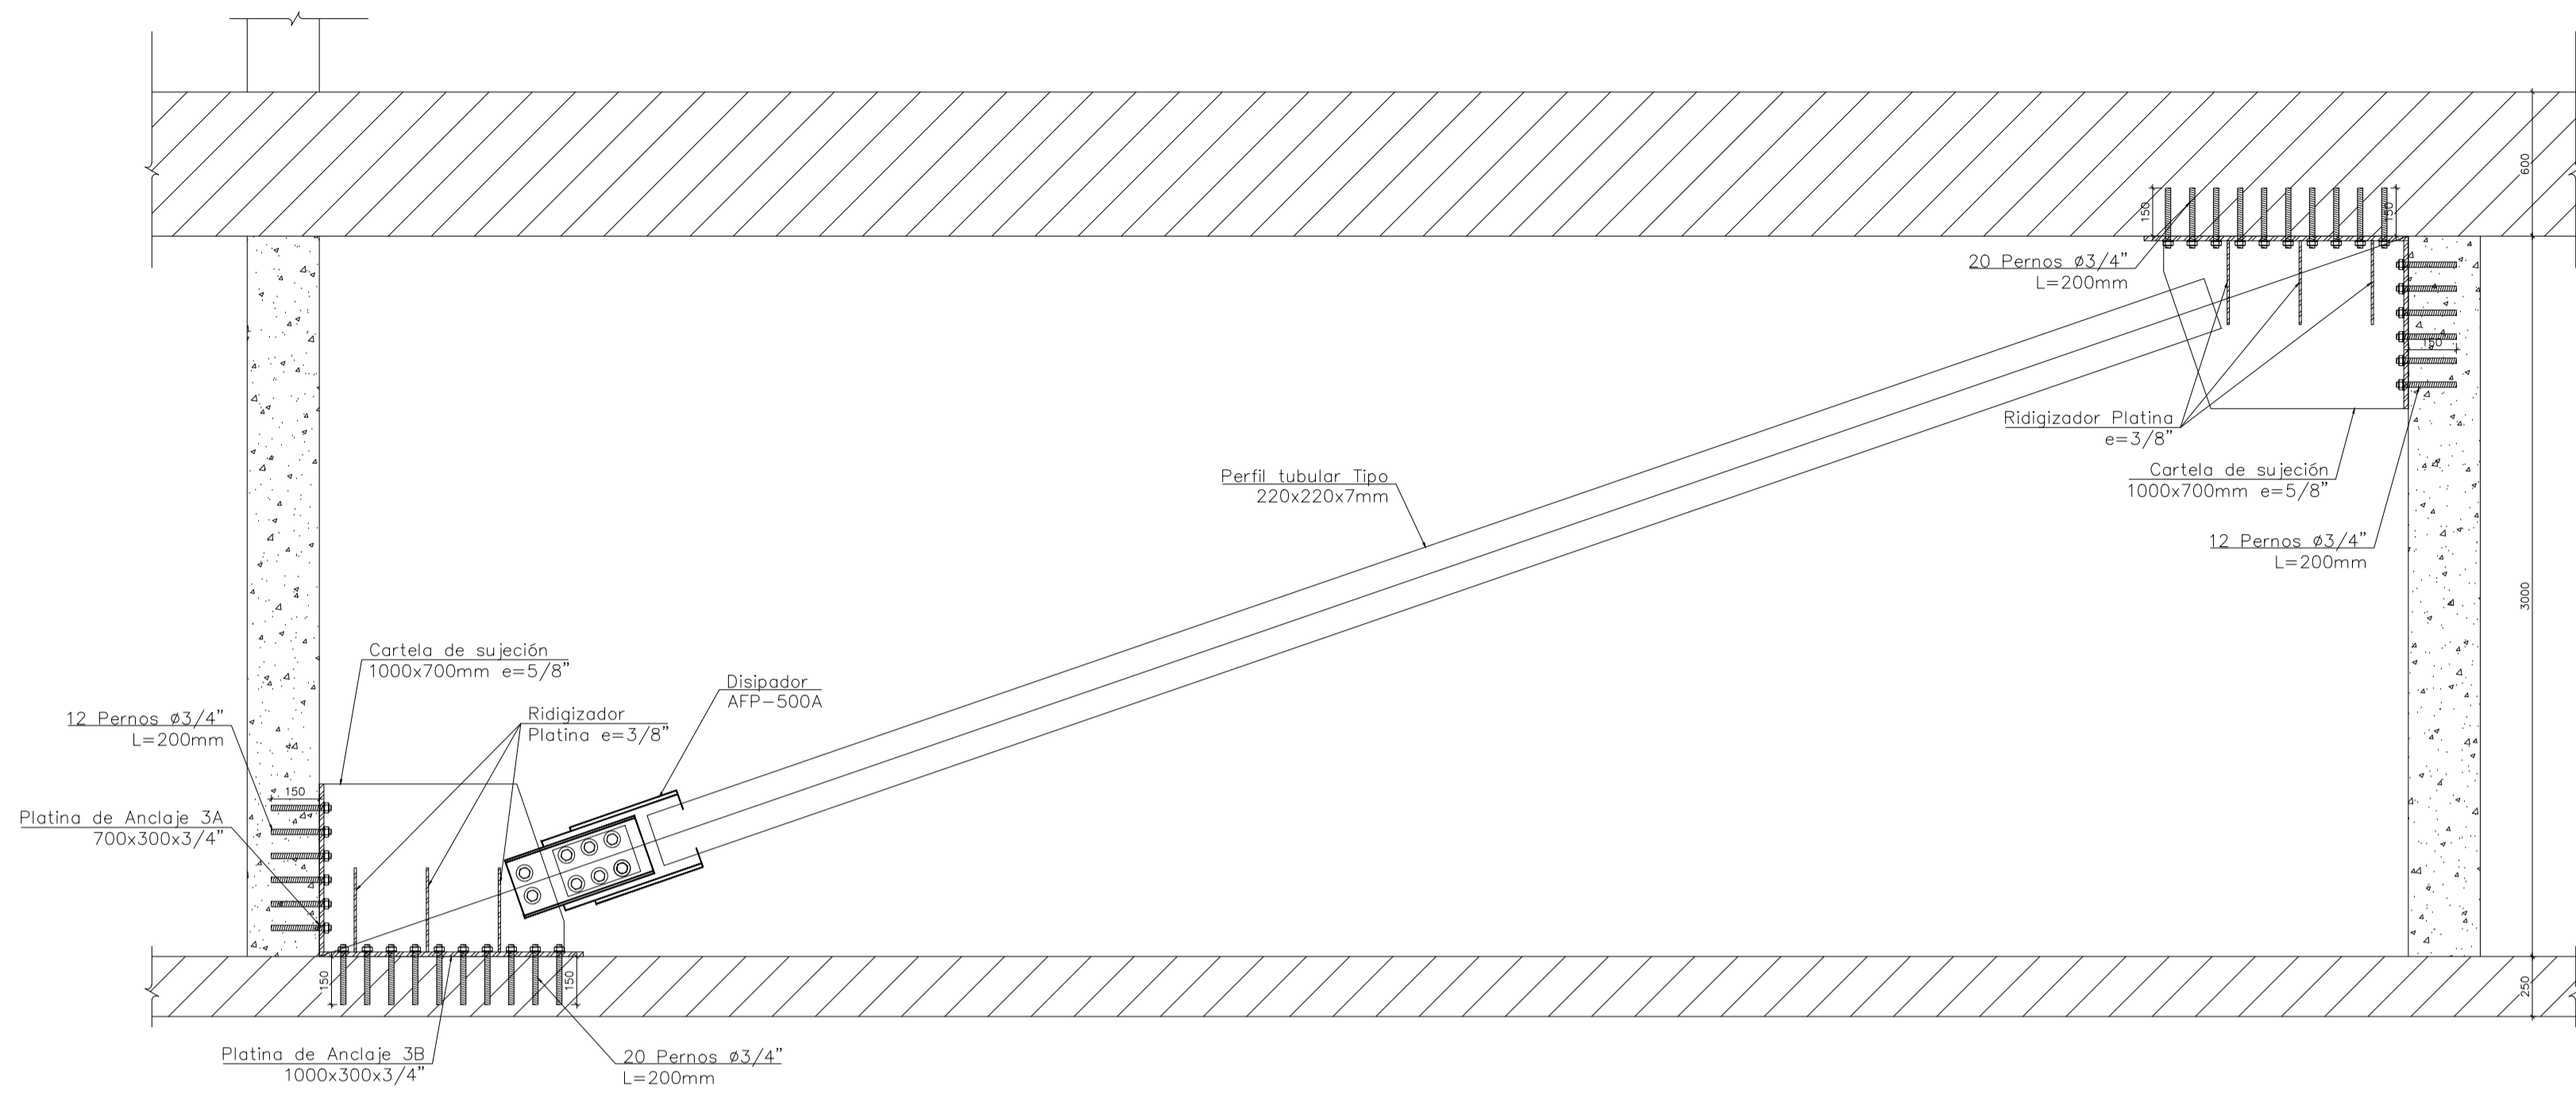 600
150
150
20 Pernos ø3/4"
L=200mm
150
Ridigizador Platina
e=3/8"
Cartela de sujeción
1000x700mm e=5/8"
Perfil tubular Tipo
220x220x7mm
12 Pernos ø3/4"
L=200mm
3000
Cartela de sujeción
1000x700mm e=5/8"
Disipador
AFP-500A
12 Pernos ø3/4"
L=200mm
Ridigizador
Platina e=3/8"
150
Platina de Anclaje 3A
700x300x3/4"
150
150
250
Platina de Anclaje 3B
1000x300x3/4"
20 Pernos ø3/4"
L=200mm